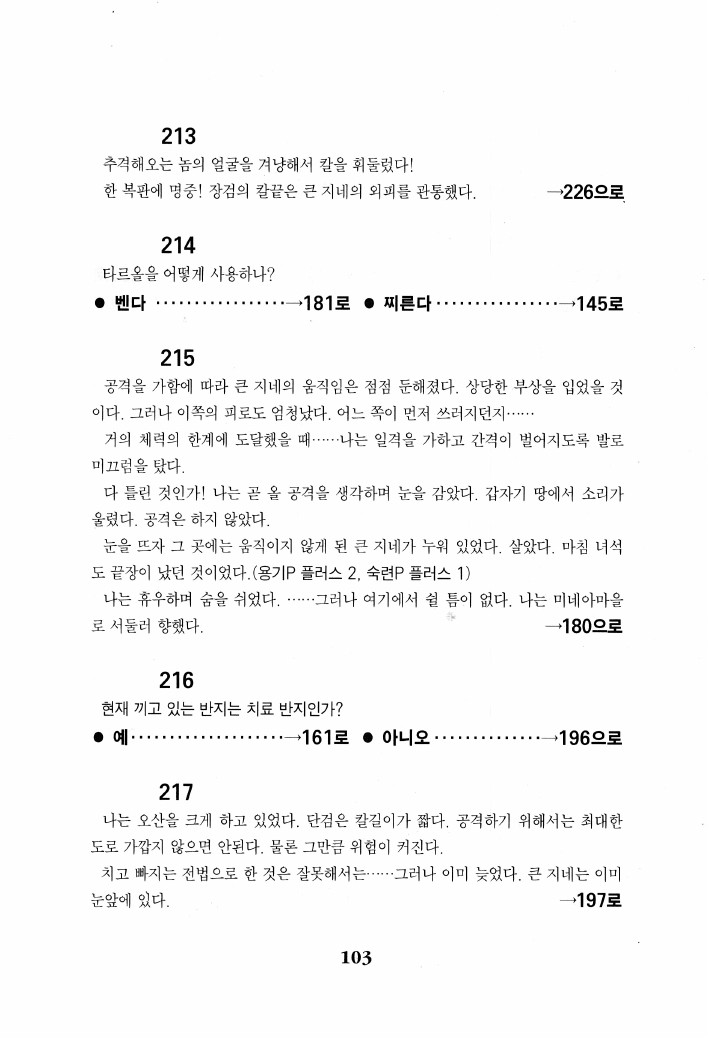 213
추격해오는 놈의 얼굴을 겨냥해서 칼을 휘둘렀다!
한 복판에 명중! 장검의 칼끝은 큰 지네의 외피를 관통했다. →226으로
214
타르올을 어떻게 사용하나?
● 벤다 ·················→181로 ● 찌른다 ················→145로
215
공격을 가함에 따라 큰 지네의 움직임은 점점 둔해졌다. 상당한 부상을 입었을 것
이다. 그러나 이쪽의 피로도 엄청났다. 어느 쪽이 먼저 쓰러지던지……
거의 체력의 한계에 도달했을 때……나는 일격을 가하고 간격이 벌어지도록 발로
미끄럼을 탔다.
다 틀린 것인가! 나는 곧 올 공격을 생각하며 눈을 감았다. 갑자기 땅에서 소리가
울렸다. 공격은 하지 않았다.
눈을 뜨자 그 곳에는 움직이지 않게 된 큰 지네가 누워 있었다. 살았다. 마침 녀석
도 끝장이 났던 것이었다.(용기P 플러스 2, 숙련P 플러스 1)
나는 휴우하며 숨을 쉬었다. ……그러나 여기에서 쉴 틈이 없다. 나는 미네아마을
로 서둘러 향했다. →180으로
216
현재 끼고 있는 반지는 치료 반지인가?
● 예····················→161로 ● 아니오 ··············→196으로
217
나는 오산을 크게 하고 있었다. 단검은 칼길이가 짧다. 공격하기 위해서는 최대한
도로 가깝지 않으면 안된다. 물론 그만큼 위험이 커진다.
치고 빠지는 전법으로 한 것은 잘못해서는……그러나 이미 늦었다. 큰 지네는 이미
눈앞에 있다. →197로
103